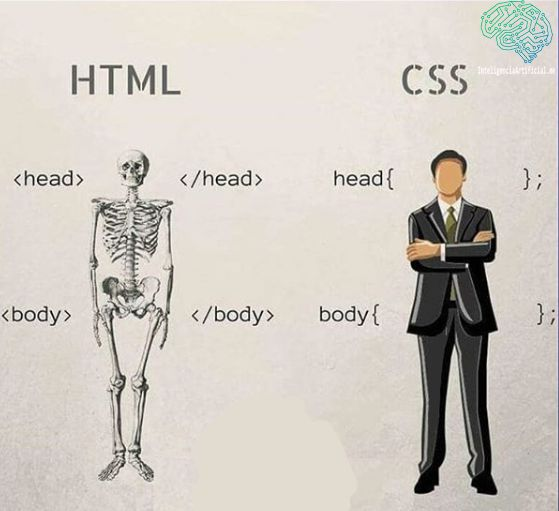 HTML
CSS
InteligenciaArtificial.me
<head>
</head>
head{
};
<body>
</body>
body{
};